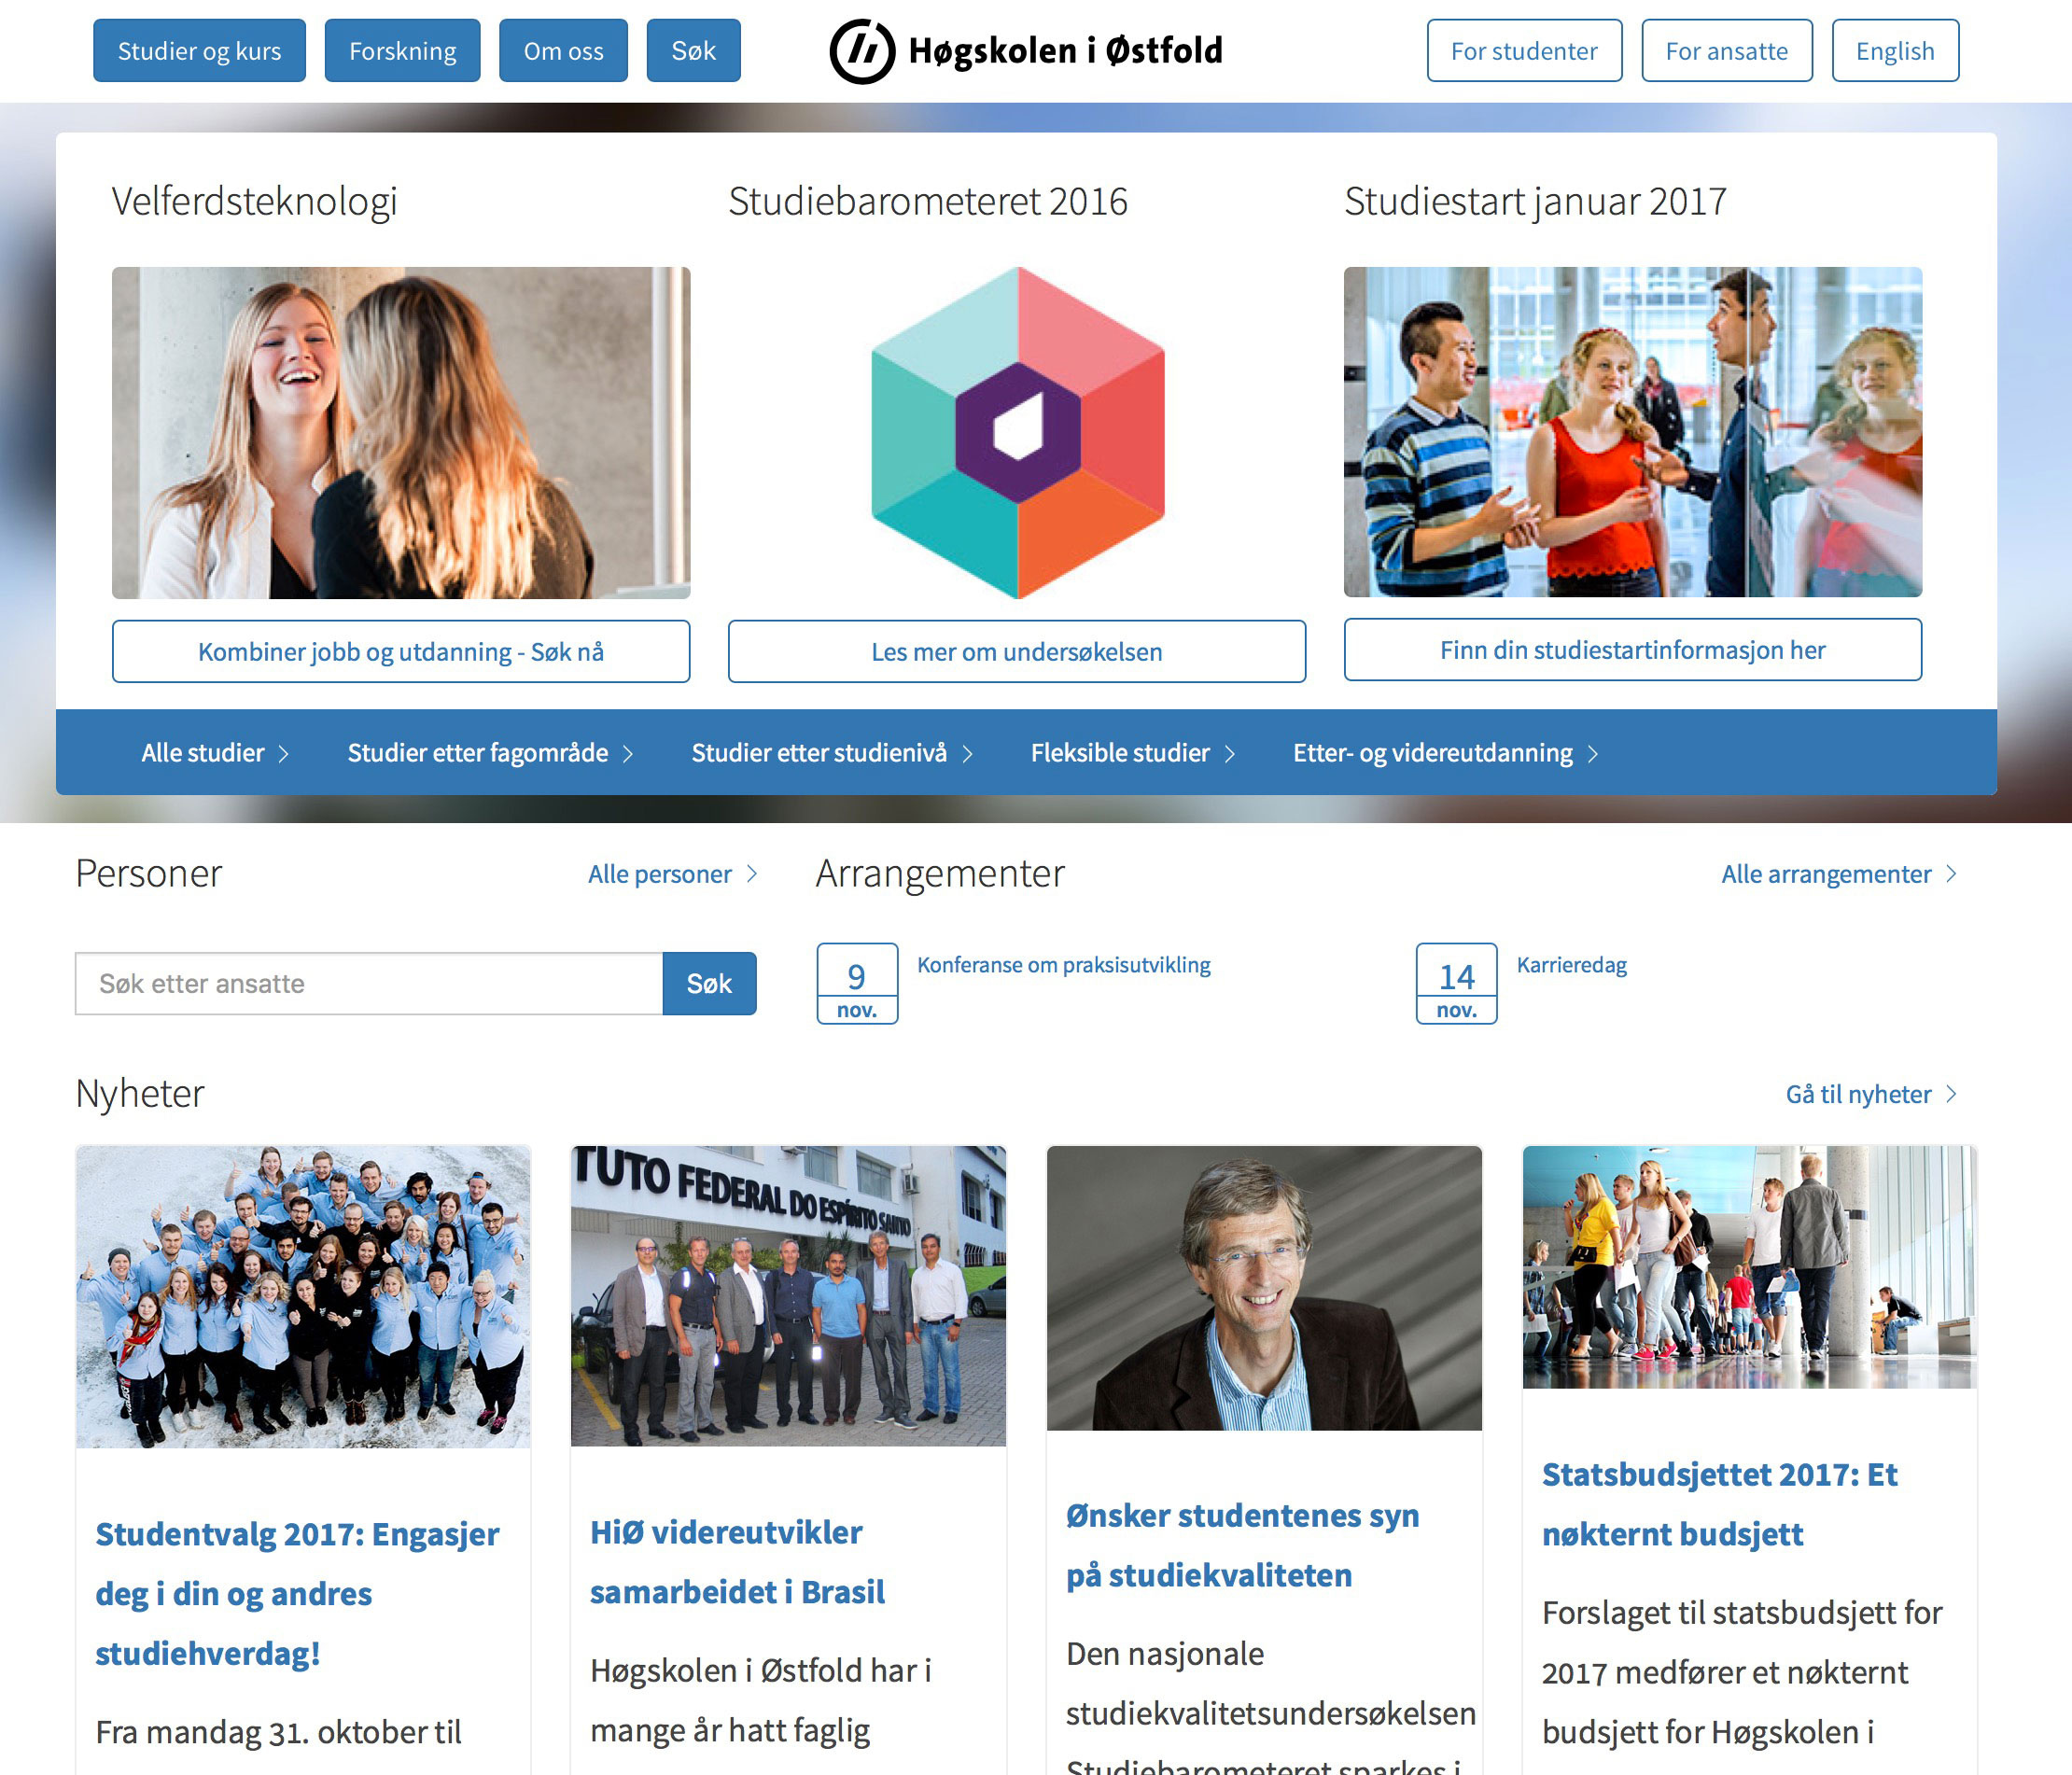 Studier og kurs
Forskning
Om oss
Søk
Høgskolen i Østfold
For studenter
For ansatte
English
Velferdsteknologi
Kombiner jobb og utdanning - Søk nå
Studiebarometeret 2016
Les mer om undersøkelsen
Studiestart januar 2017
Finn din studiestartinformasjon her
Alle studier
Studier etter fagområde
Studier etter studienivå
Fleksible studier
Etter- og videreutdanning
Personer
Alle personer
Søk etter ansatte
Søk
Arrangementer
Alle arrangementer
9
nov.
Konferanse om praksisutvikling
14
nov.
Karrieredag
Nyheter
Gå til nyheter
Studentvalg 2017: Engasjer
deg i din og andres
studiehverdag!
Fra mandag 31. oktober til
TUTO FEDERAL DO ESPÍRITO SANTO
HiØ videreutvikler
samarbeidet i Brasil
Høgskolen i Østfold har i
mange år hatt faglig
Ønsker studentenes syn
på studiekvaliteten
Den nasjonale
studiekvalitetsundersøkelsen
Studiebarometeret sparkes i
Statsbudsjettet 2017: Et
nøkternt budsjett
Forslaget til statsbudsjett for
2017 medfører et nøkternt
budsjett for Høgskolen i